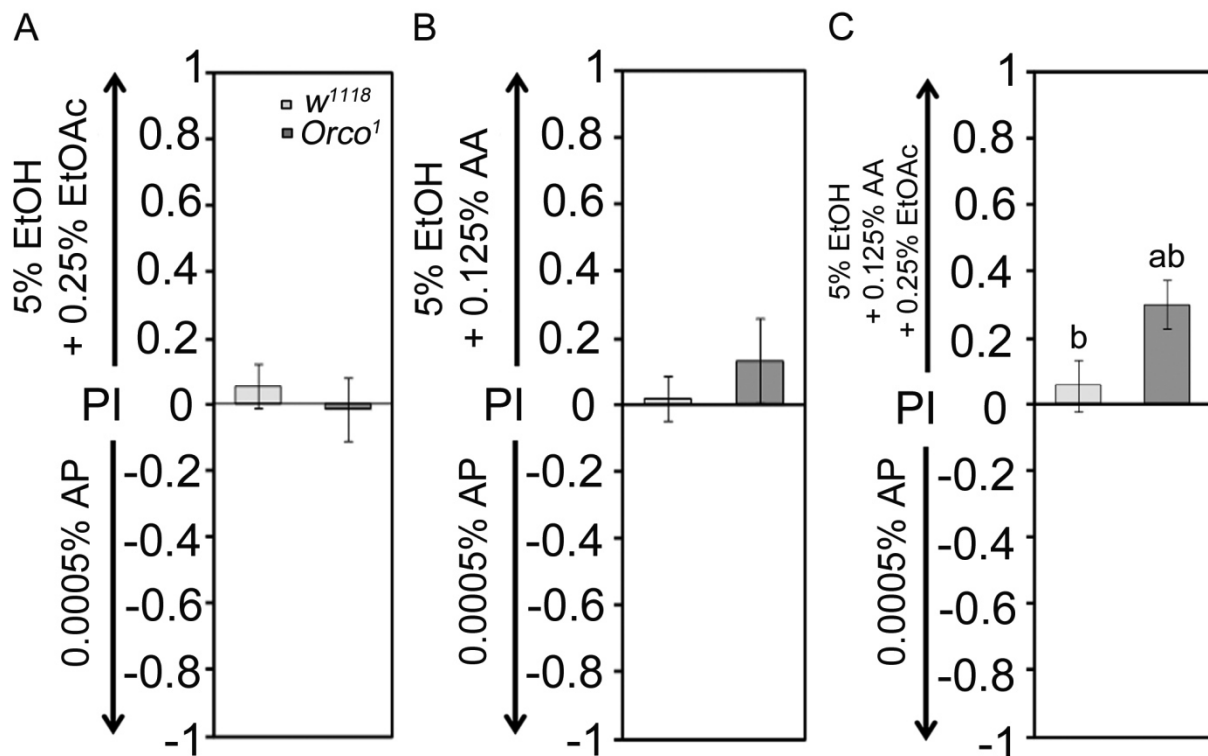 A
5% EtOH
+ 0.25% EtOAc
PI
0.0005% AP
1
0.8
0.6
0.4
0.2
0
-0.2
-0.4
-0.6
-0.8
-1
w1118
Orco1
B
5% EtOH
+ 0.125% AA
PI
0.0005% AP
1
0.8
0.6
0.4
0.2
0
-0.2
-0.4
-0.6
-0.8
-1
C
5% EtOH
+ 0.125% AA
+ 0.25% EtOAc
PI
0.0005% AP
1
0.8
0.6
0.4
0.2
0
-0.2
-0.4
-0.6
-0.8
-1
b
ab